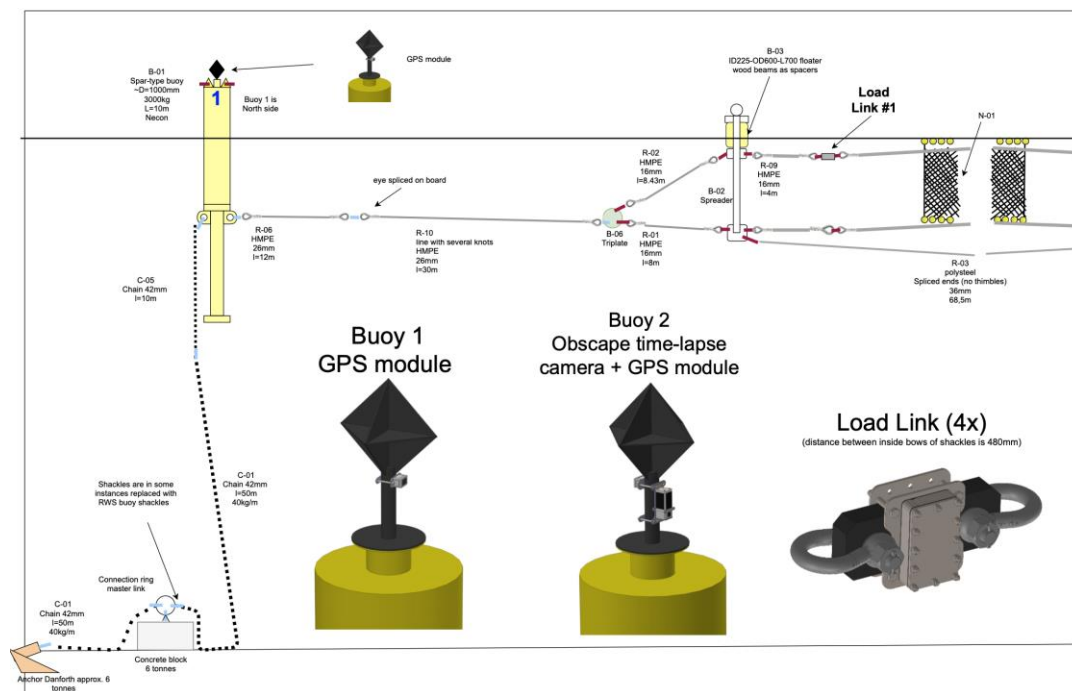 B-01
Spar-type buoy
~D=1000mm
3000kg
L=10m
Necon
1
Buoy 1 is
North side
GPS module
B-03
ID225-OD600-L700 floater
wood beams as spacers
Load
Link #1
N-01
R-02
HMPE
16mm
l=8.43m
R-09
HMPE
16mm
l=4m
B-02
Spreader
eye spliced on board
R-06
HMPE
26mm
l=12m
R-10
line with several knots
HMPE
26mm
l=30m
B-06
Triplate
R-01
HMPE
16mm
l=8m
R-03
polysteel
Spliced ends (no thimbles)
36mm
68,5m
C-05
Chain 42mm
l=10m
Buoy 1
GPS module
Buoy 2
Obscape time-lapse
camera + GPS module
Load Link (4x)
(distance between inside bows of shackles is 480mm)
C-01
Chain 42mm
l=50m
40kg/m
Shackles are in some
instances replaced with
RWS buoy shackles
Connection ring
master link
C-01
Chain 42mm
l=50m
40kg/m
Concrete block
6 tonnes
Anchor Danforth approx. 6
tonnes